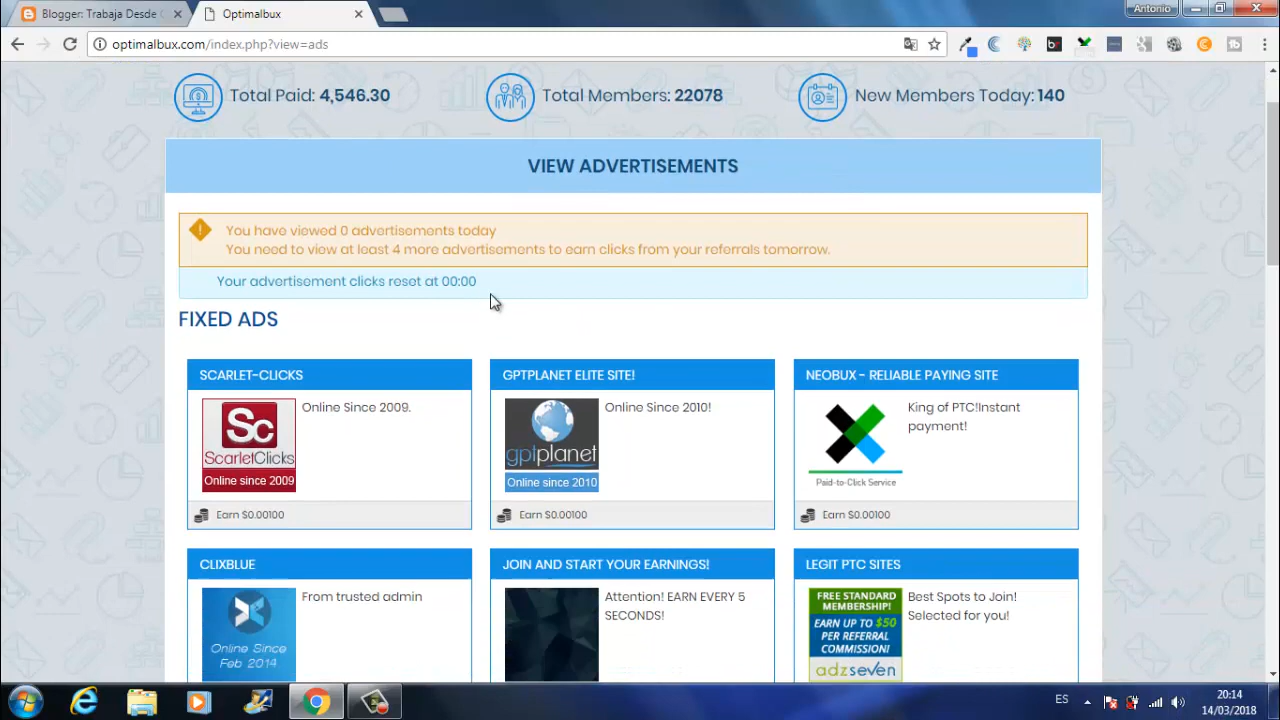 Blogger: Trabaja Desde C
Optimalbux
Antonio
optimalbux.com/index.php?view=ads
Total Paid: 4,546.30
Total Members: 22078
New Members Today: 140
VIEW ADVERTISEMENTS
You have viewed 0 advertisements today
You need to view at least 4 more advertisements to earn clicks from your referrals tomorrow.
Your advertisement clicks reset at 00:00
FIXED ADS
SCARLET-CLICKS
Sc
ScarletClicks
Online since 2009
Online Since 2009.
Earn $0.00100
GPTPLANET ELITE SITE!
gptplanet
Online since 2010
Online Since 2010!
Earn $0.00100
NEOBUX - RELIABLE PAYING SITE
Paid-to-Click Service
King of PTC!Instant
payment!
Earn $0.00100
CLIXBLUE
Online Since
Feb 2014
From trusted admin
JOIN AND START YOUR EARNINGS!
Attention! EARN EVERY 5
SECONDS!
LEGIT PTC SITES
FREE STANDARD
MEMBERSHIP!
EARN UP TO $50
PER REFERRAL
COMMISSION!
adzseven
Best Spots to Join!
Selected for you!
ES
20:14
14/03/2018